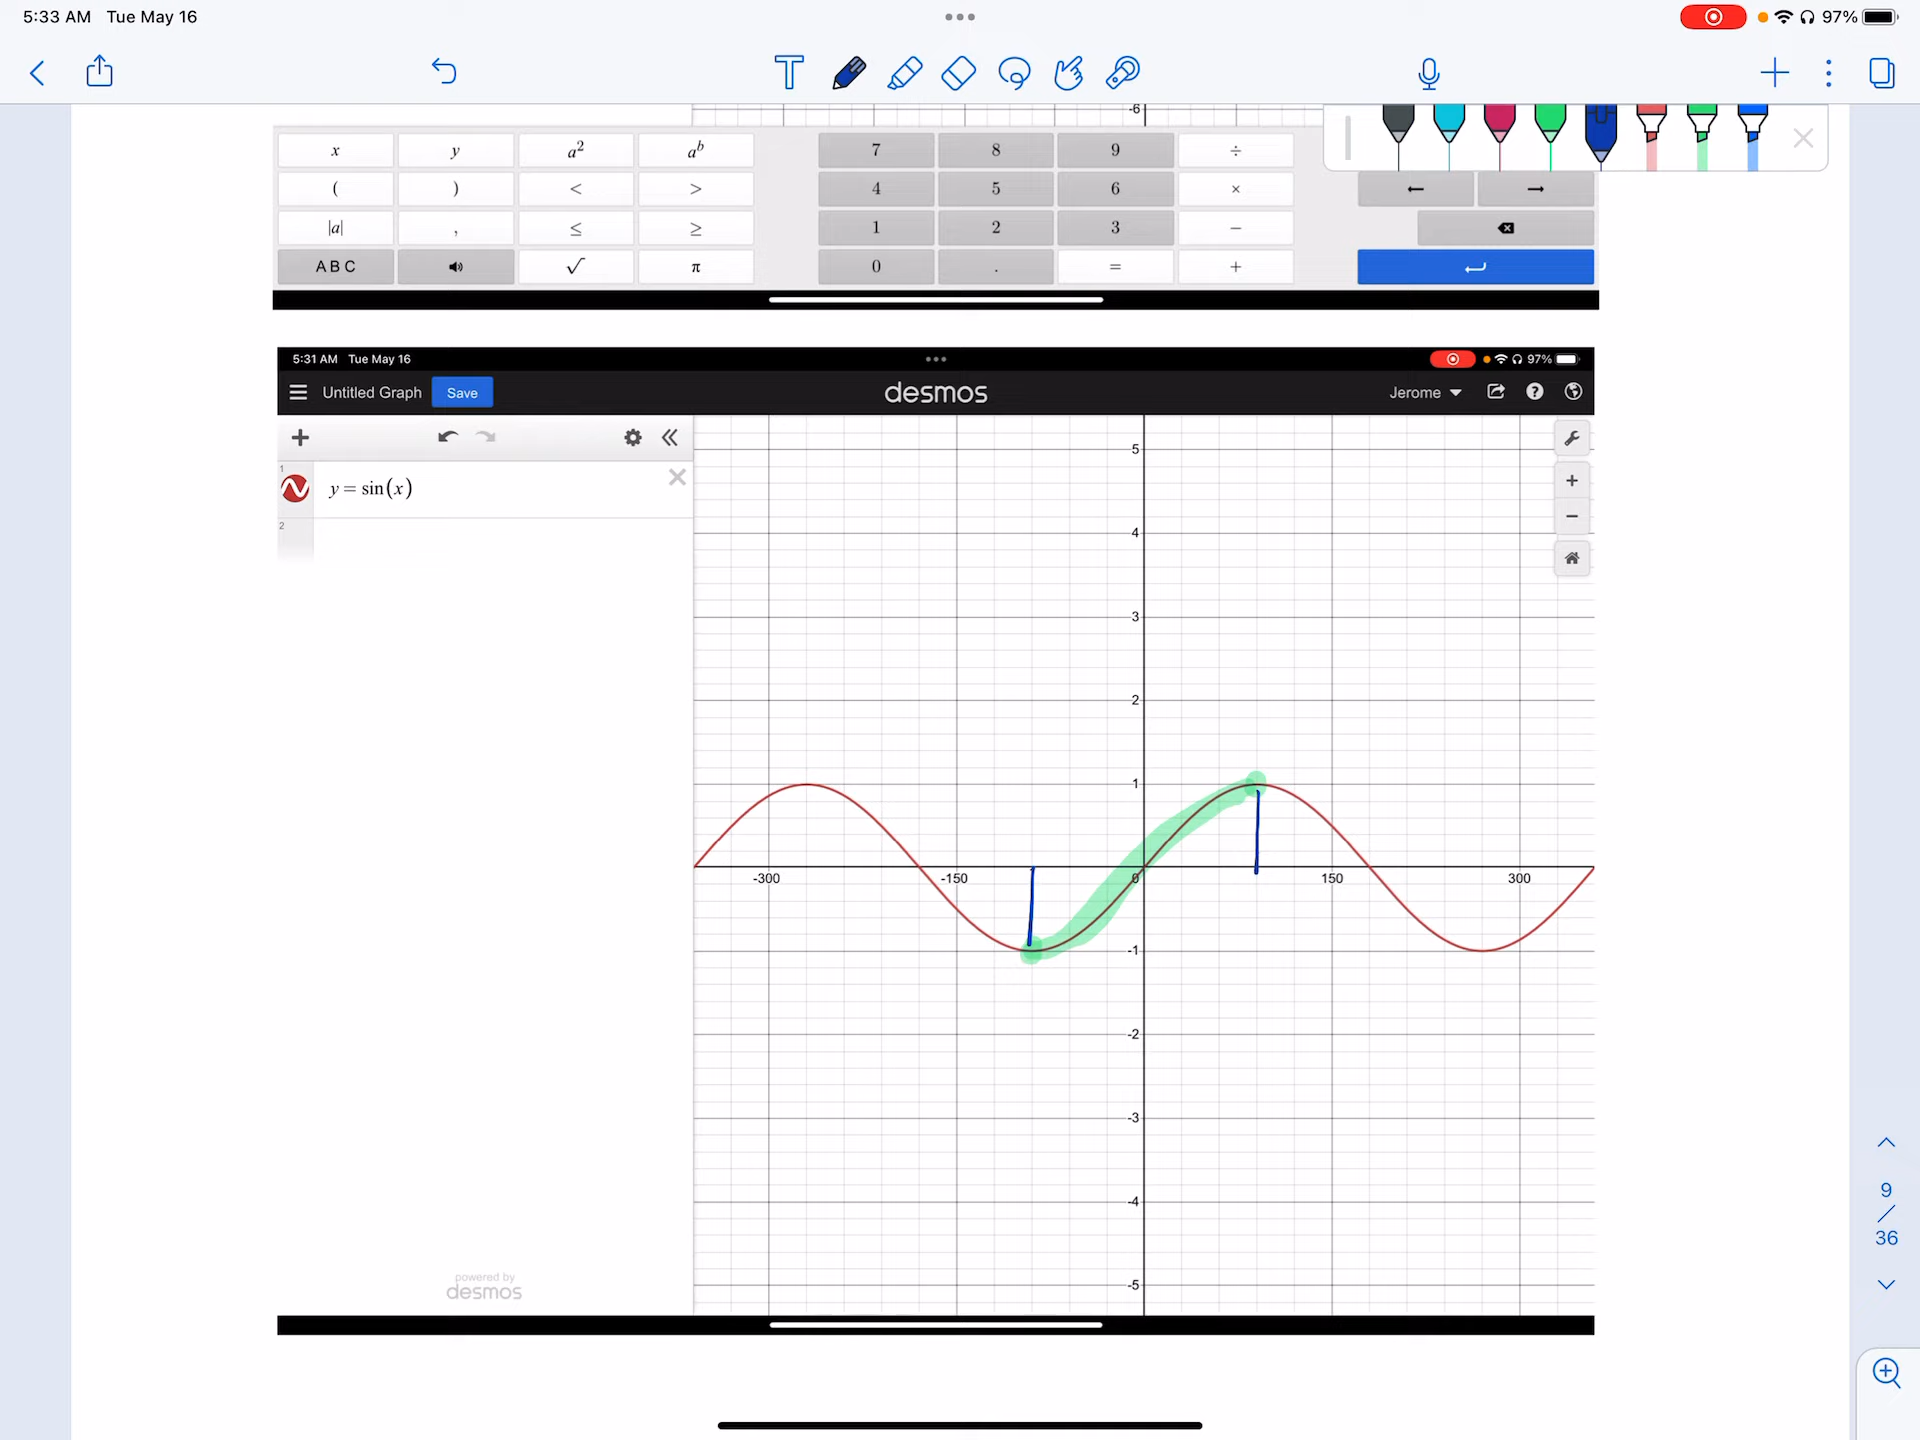 5:33 AM Tue May 16
97%
T
-6
x y a² aᵇ 7 8 9 ÷
( ) < > 4 5 6 × ← →
|a| , ≤ ≥ 1 2 3 −
A B C √ π 0 . = +
5:31 AM Tue May 16
97%
Untitled Graph Save desmos Jerome
1
y = sin(x)
2
5
4
3
2
1
-300 -150 0 150 300
-1
-2
-3
-4
-5
powered by
desmos
9
/
36